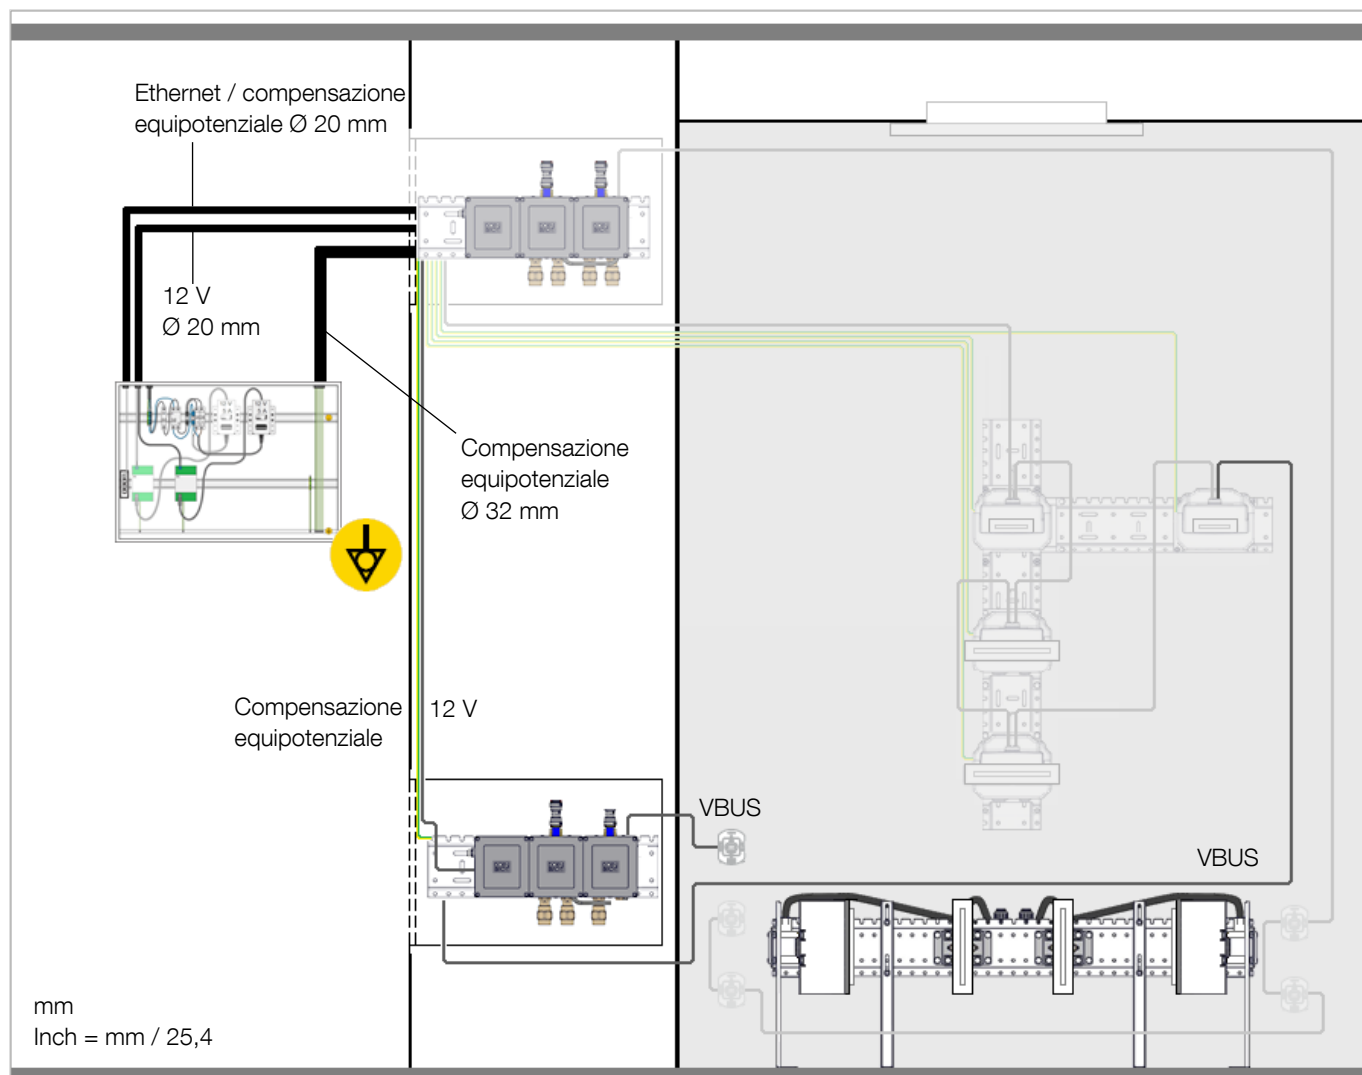 Ethernet / compensazione
equipotenziale Ø 20 mm
12 V
Ø 20 mm
Compensazione
equipotenziale
Ø 32 mm
Compensazione
equipotenziale
12 V
VBUS
VBUS
mm
Inch = mm / 25,4